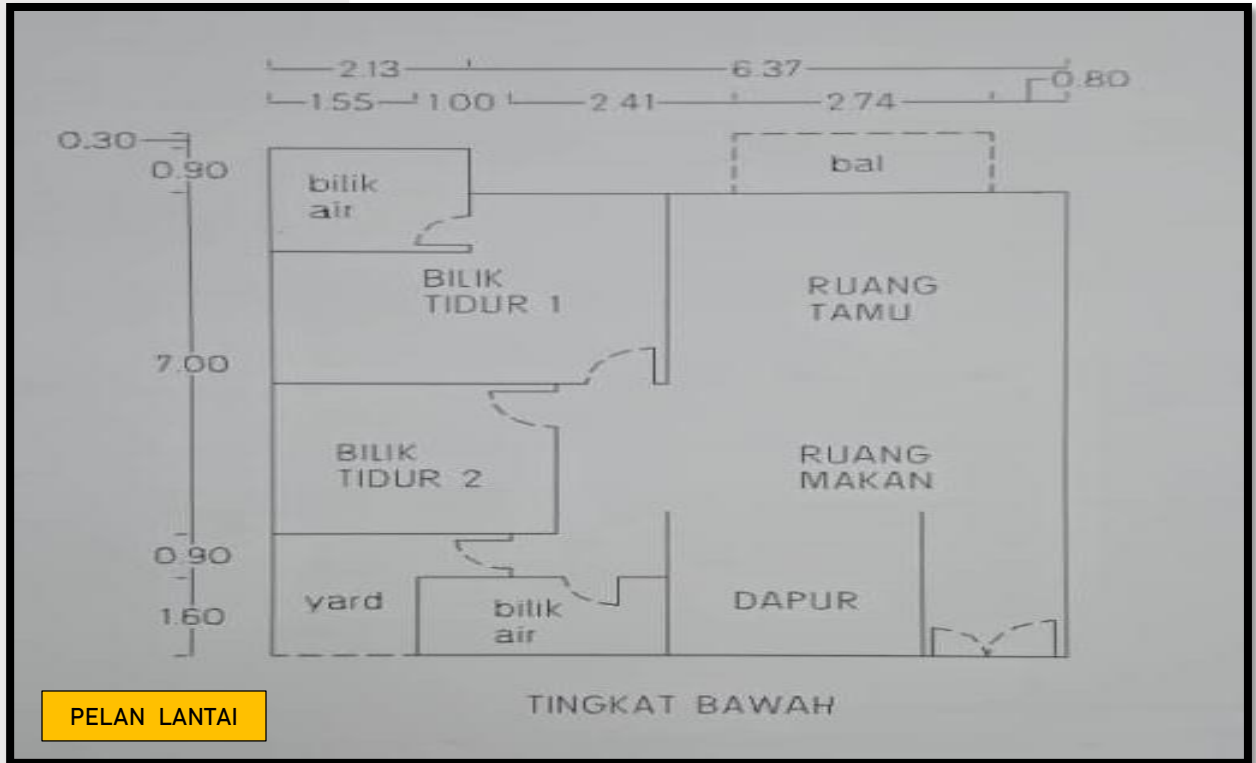 2.13
6.37
0.80
1.55
1.00
2.41
2.74
0.30
0.90
bal
bilik
air
BILIK
TIDUR 1
RUANG
TAMU
7.00
BILIK
TIDUR 2
RUANG
MAKAN
0.90
yard
bilik
air
DAPUR
1.60
TINGKAT BAWAH
PELAN LANTAI